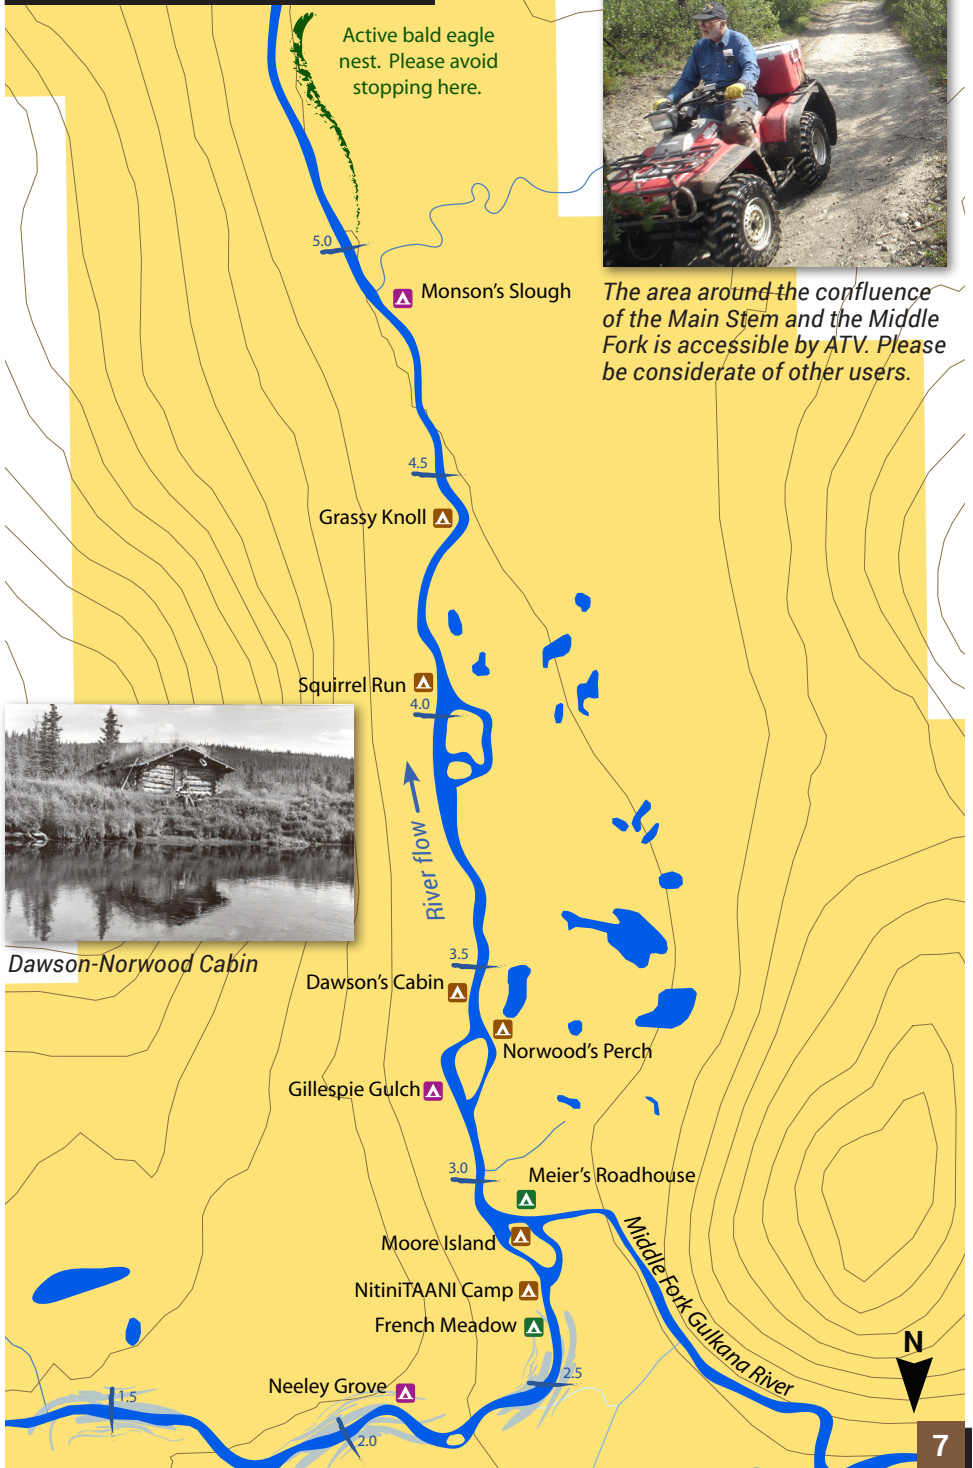 Active bald eagle
nest. Please avoid
stopping here.
5.0
Monson's Slough
The area around the confluence
of the Main Stem and the Middle
Fork is accessible by ATV. Please
be considerate of other users.
4.5
Grassy Knoll
Squirrel Run
4.0
River flow
Dawson-Norwood Cabin
3.5
Dawson's Cabin
Norwood's Perch
Gillespie Gulch
3.0
Meier's Roadhouse
Moore Island
Middle Fork Gulkana River
NitiniTAANI Camp
French Meadow
N
2.5
Neeley Grove
1.5
2.0
7